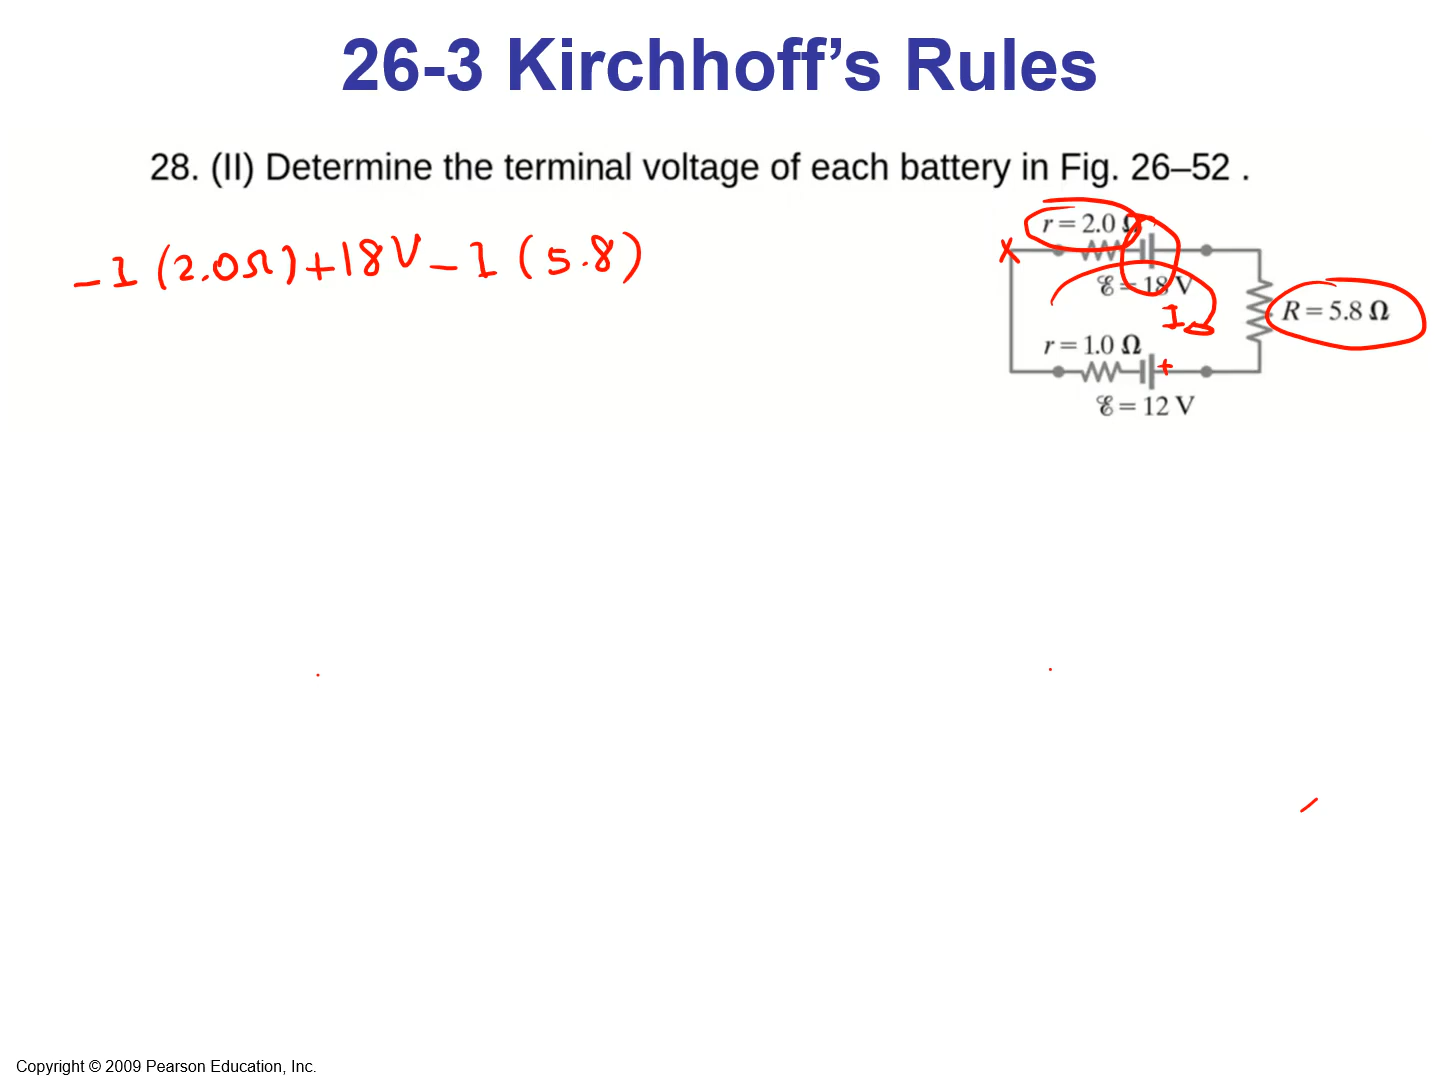 26-3 Kirchhoff’s Rules
28. (II) Determine the terminal voltage of each battery in Fig. 26–52 .
r = 2.0 Ω
X
-I (2.0Ω) + 18V - I (5.8)
ℰ = 18 V
I
R = 5.8 Ω
r = 1.0 Ω
+
ℰ = 12 V
Copyright © 2009 Pearson Education, Inc.